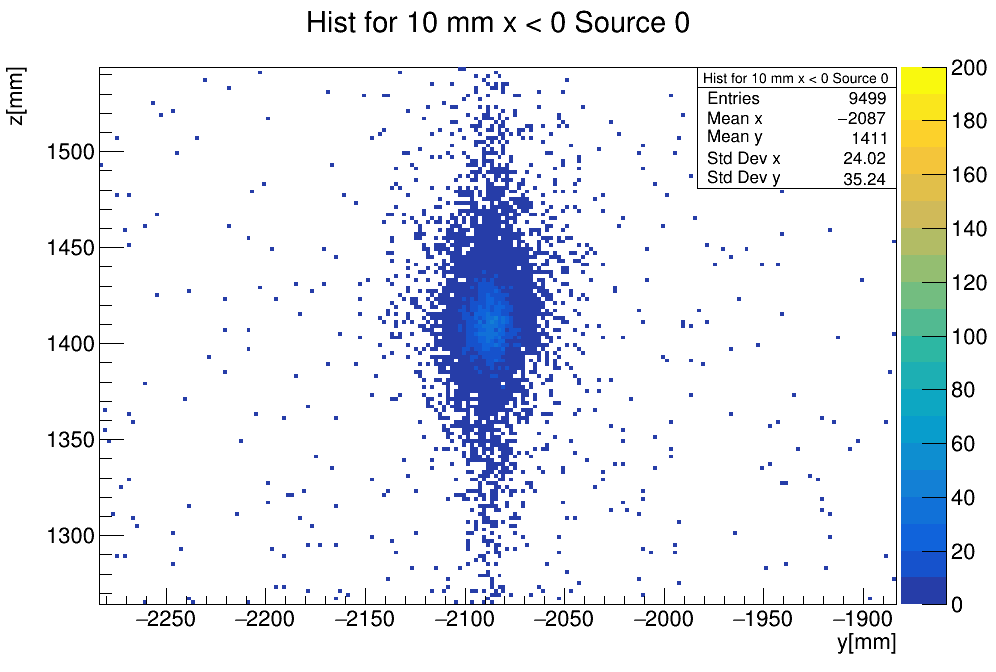 Hist for 10 mm x < 0 Source 0
z[mm]
Hist for 10 mm x < 0 Source 0
Entries 9499
Mean x −2087
Mean y 1411
Std Dev x 24.02
Std Dev y 35.24
1500
1450
1400
1350
1300
200
180
160
140
120
100
80
60
40
20
0
−2250 −2200 −2150 −2100 −2050 −2000 −1950 −1900
y[mm]